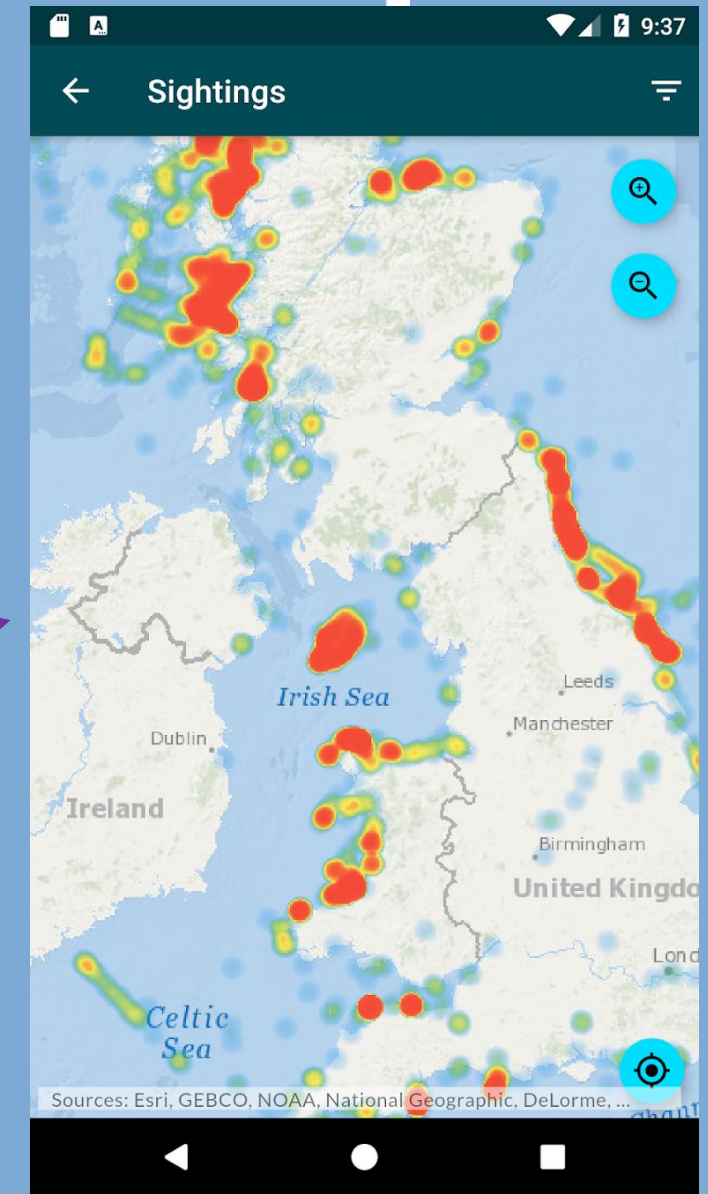 A
9:37
Sightings
Irish Sea
Leeds
Manchester
Dublin
Ireland
Birmingham
United Kingdo
Lond
Celtic
Sea
Sources: Esri, GEBCO, NOAA, National Geographic, DeLorme, ...
Chann